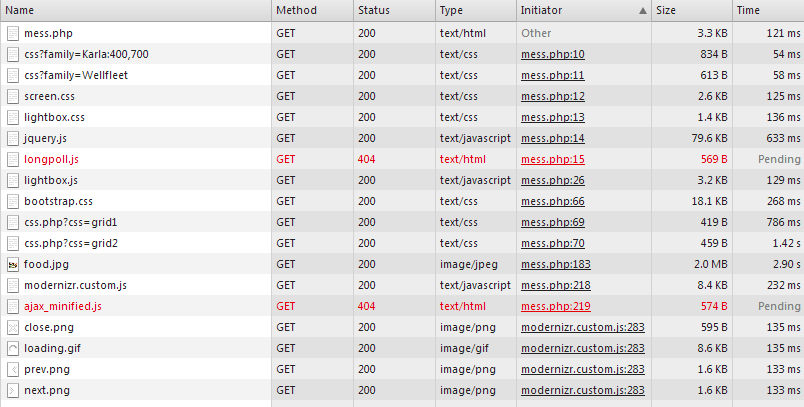 Name Method Status Type Initiator Size Time
mess.php GET 200 text/html Other 3.3 KB 121 ms
css?family=Karla:400,700 GET 200 text/css mess.php:10 834 B 54 ms
css?family=Wellfleet GET 200 text/css mess.php:11 613 B 58 ms
screen.css GET 200 text/css mess.php:12 2.6 KB 125 ms
lightbox.css GET 200 text/css mess.php:13 1.4 KB 136 ms
jquery.js GET 200 text/javascript mess.php:14 79.6 KB 633 ms
longpoll.js GET 404 text/html mess.php:15 569 B Pending
lightbox.js GET 200 text/javascript mess.php:26 3.2 KB 129 ms
bootstrap.css GET 200 text/css mess.php:66 18.1 KB 268 ms
css.php?css=grid1 GET 200 text/css mess.php:69 419 B 786 ms
css.php?css=grid2 GET 200 text/css mess.php:70 459 B 1.42 s
food.jpg GET 200 image/jpeg mess.php:183 2.0 MB 2.90 s
modernizr.custom.js GET 200 text/javascript mess.php:218 8.4 KB 232 ms
ajax_minified.js GET 404 text/html mess.php:219 574 B Pending
close.png GET 200 image/png modernizr.custom.js:283 595 B 135 ms
loading.gif GET 200 image/gif modernizr.custom.js:283 8.6 KB 135 ms
prev.png GET 200 image/png modernizr.custom.js:283 1.6 KB 133 ms
next.png GET 200 image/png modernizr.custom.js:283 1.6 KB 133 ms